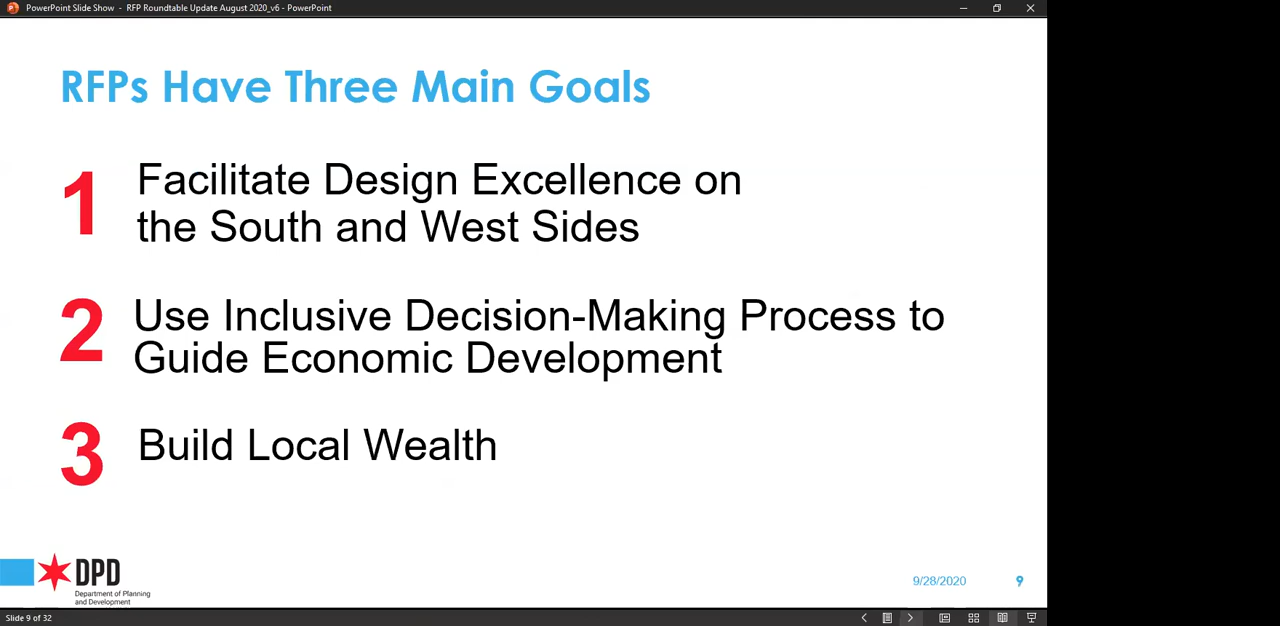 PowerPoint Slide Show - RFP Roundtable Update August 2020_v6 - PowerPoint
RFPs Have Three Main Goals
1
Facilitate Design Excellence on
the South and West Sides
2
Use Inclusive Decision-Making Process to
Guide Economic Development
3
Build Local Wealth
DPD
Department of Planning
and Development
9/28/2020
9
Slide 9 of 32